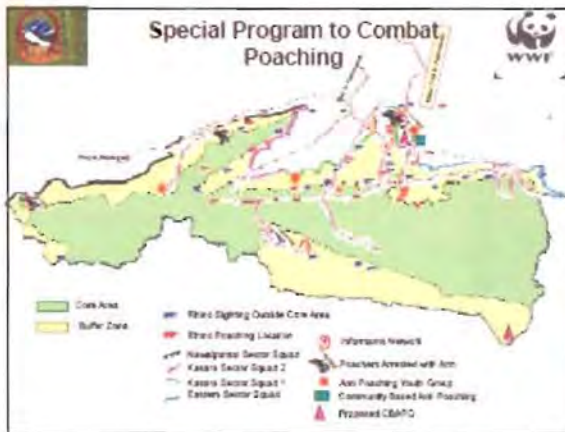 Special Program to Combat
Poaching
WWF
Core Area
Buffer Zone
Rhino Sighting Outside Core Area
Rhino Poaching Location
Nawalparasi Sector Squad
Kasara Sector Squad 2
Kasara Sector Squad 1
Eastern Sector Squad
Informants Network
Poachers Arrested with Arm
Anti Poaching Youth Group
Community Based Anti Poaching
Proposed CBAPO